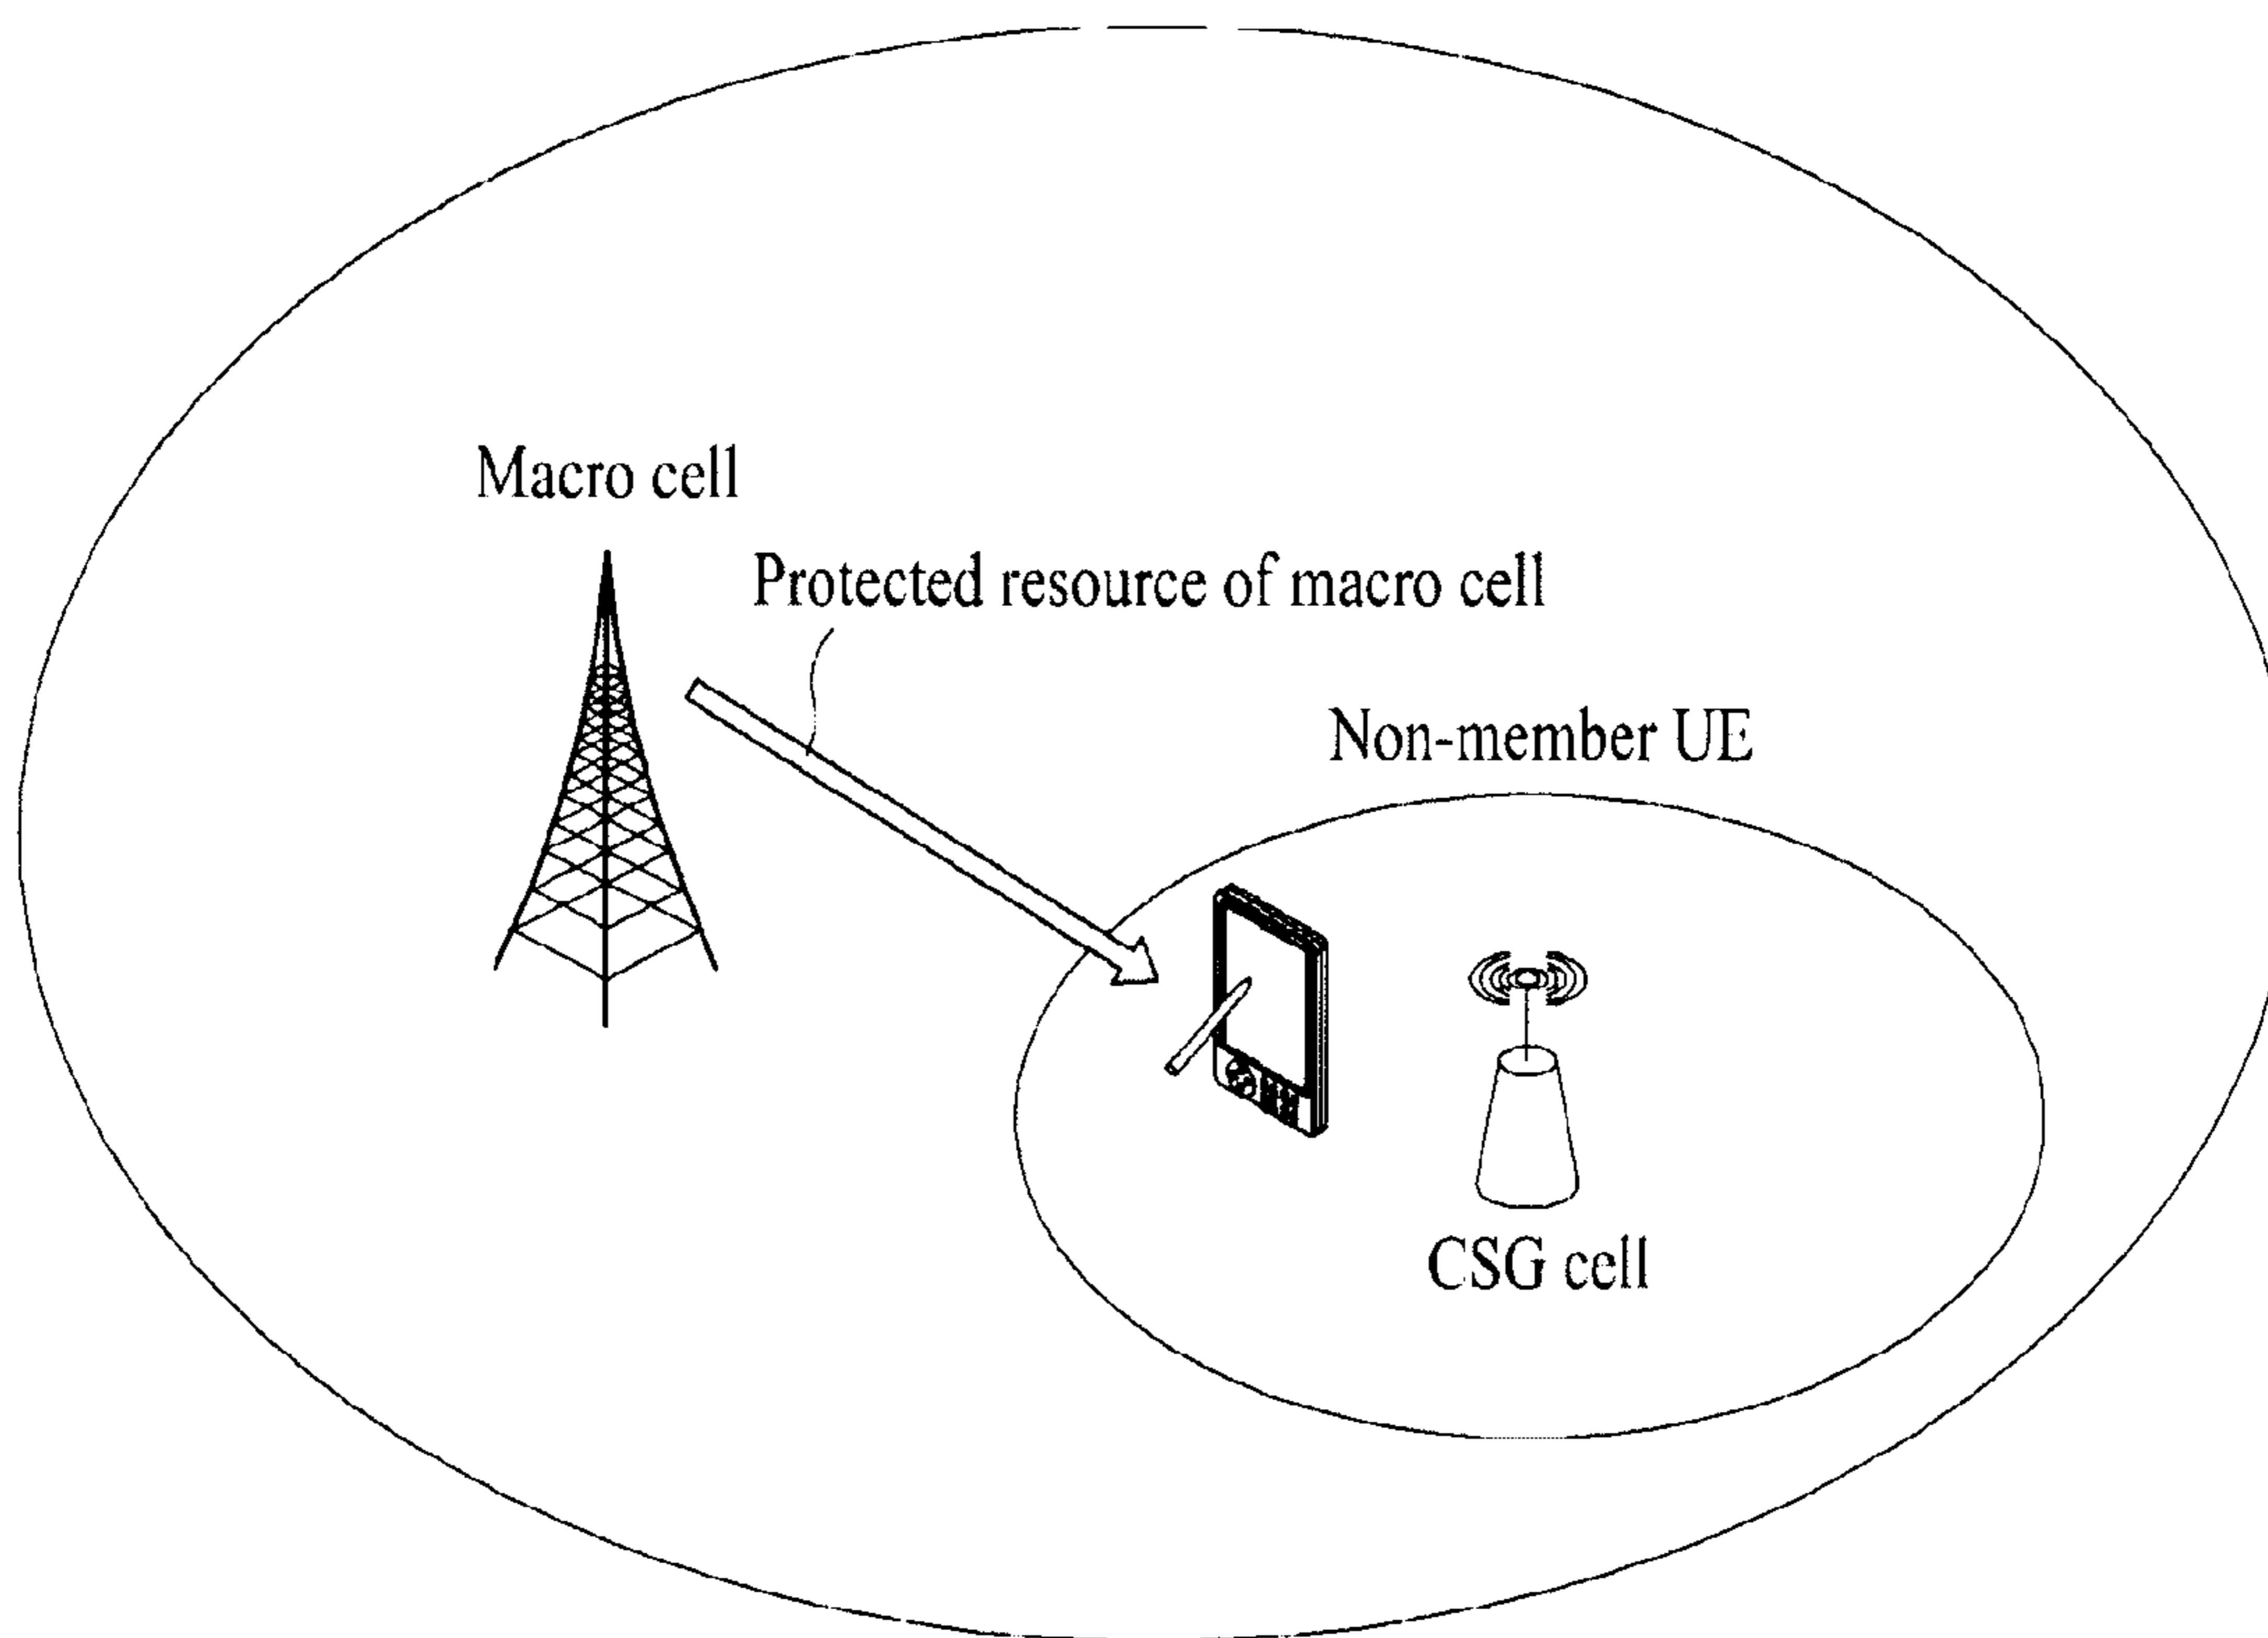 Macro cell
Protected resource of macro cell
Non-member UE
CSG cell